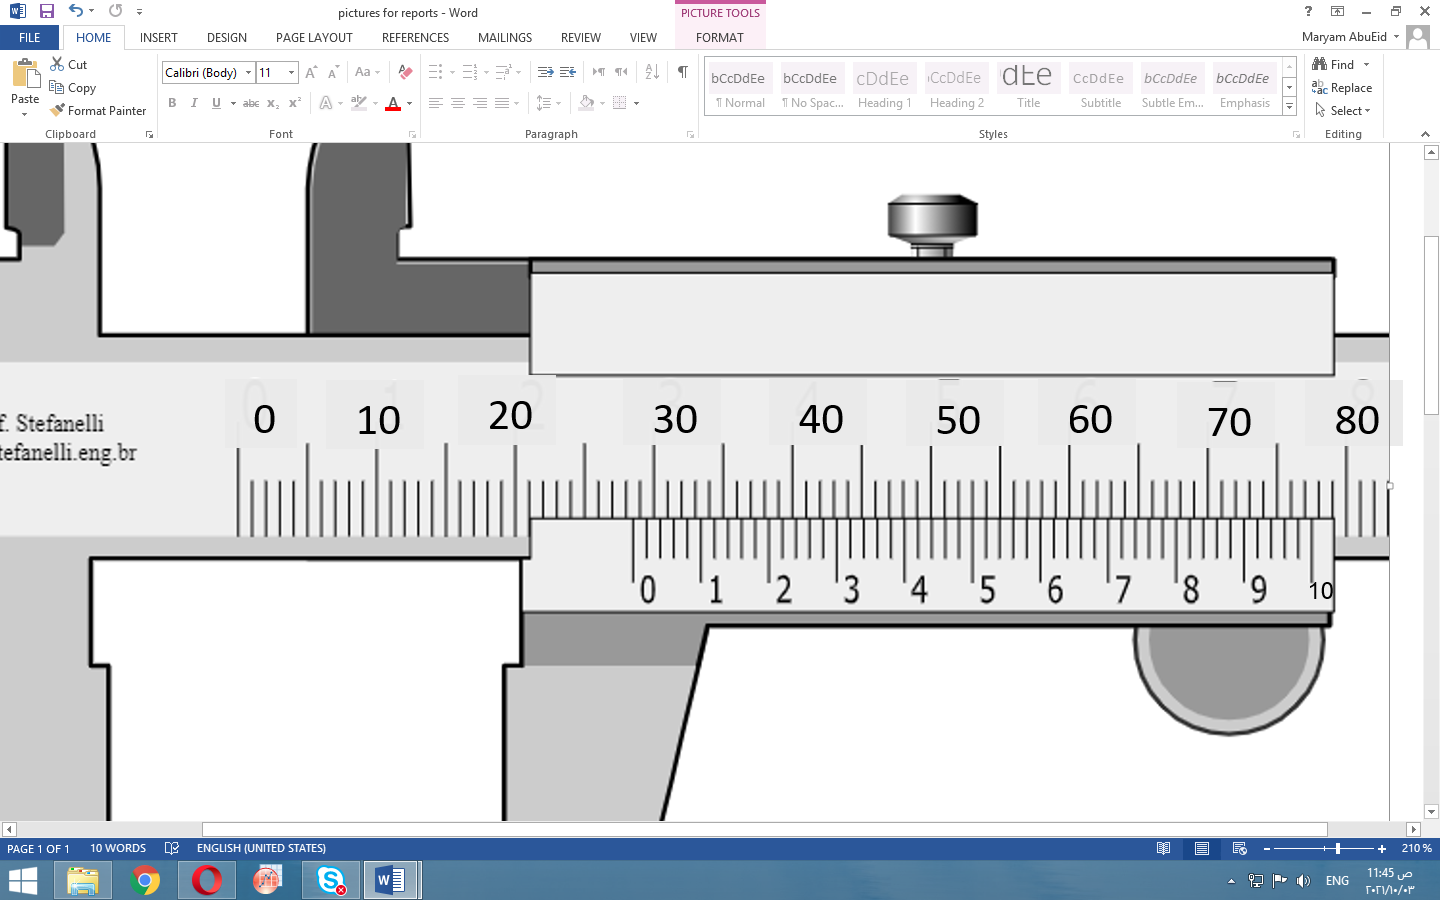 pictures for reports - Word
PICTURE TOOLS
?
FILE
HOME
INSERT
DESIGN
PAGE LAYOUT
REFERENCES
MAILINGS
REVIEW
VIEW
FORMAT
Maryam AbuEid
Paste
Cut
Copy
Format Painter
Clipboard
Calibri (Body)
11
B I U abc x₂ x²
Font
Paragraph
bCcDdEe
¶ Normal
bCcDdEe
¶ No Spac...
cDdEe
Heading 1
CcDdEe
Heading 2
dEe
Title
CcDdEe
Subtitle
bCcDdEe
Subtle Em...
bCcDdEe
Emphasis
Styles
Find
Replace
Select
Editing
f. Stefanelli
tefanelli.eng.br
0 10 20 30 40 50 60 70 80
0 1 2 3 4 5 6 7 8 9 10
PAGE 1 OF 1
10 WORDS
ENGLISH (UNITED STATES)
210 %
ENG
11:45 ص
٢٠٢١/١٠/٠٣